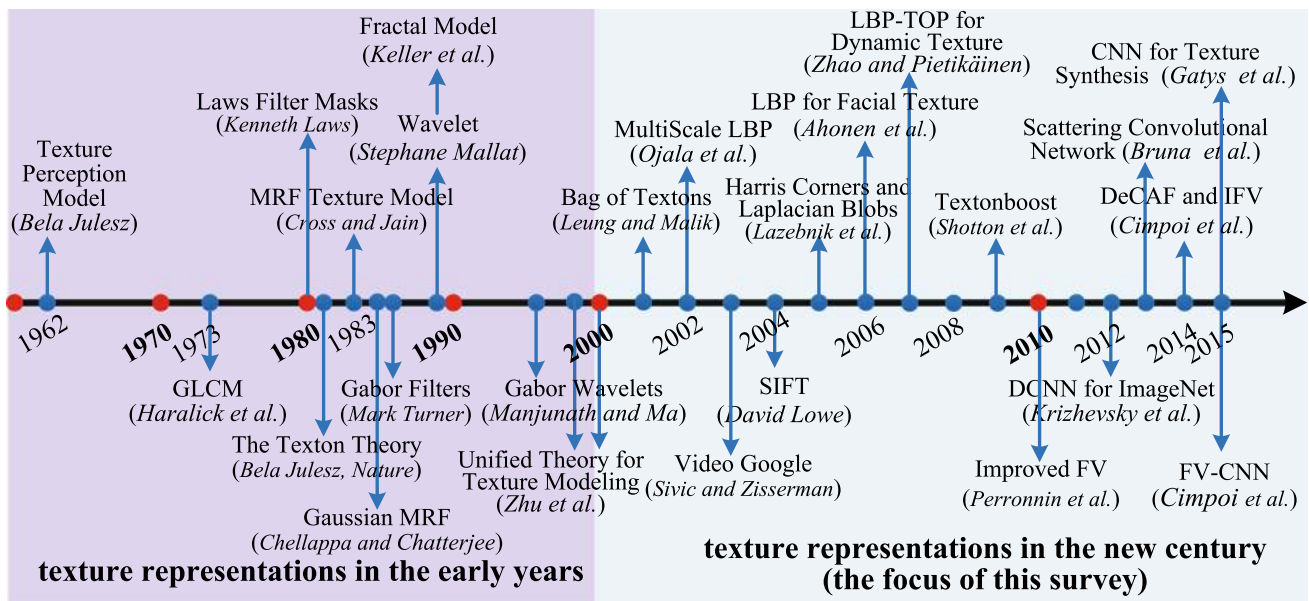 Fractal Model
(Keller et al.)
Laws Filter Masks
(Kenneth Laws)
Wavelet
(Stephane Mallat)
Texture
Perception
Model
(Bela Julesz)
MRF Texture Model
(Cross and Jain)
LBP-TOP for
Dynamic Texture
(Zhao and Pietikäinen)
CNN for Texture
Synthesis (Gatys et al.)
LBP for Facial Texture
(Ahonen et al.)
MultiScale LBP
(Ojala et al.)
Scattering Convolutional
Network (Bruna et al.)
Bag of Textons
(Leung and Malik)
Harris Corners and
Laplacian Blobs
(Lazebnik et al.)
Textonboost
(Shotton et al.)
DeCAF and IFV
(Cimpoi et al.)
1962
1970
1973
1980
1983
1990
2000
2002
2004
2006
2008
2010
2012
2014
2015
GLCM
(Haralick et al.)
Gabor Filters
(Mark Turner)
Gabor Wavelets
(Manjunath and Ma)
SIFT
(David Lowe)
DCNN for ImageNet
(Krizhevsky et al.)
The Texton Theory
(Bela Julesz, Nature)
Unified Theory for
Texture Modeling
(Zhu et al.)
Video Google
(Sivic and Zisserman)
Improved FV
(Perronnin et al.)
FV-CNN
(Cimpoi et al.)
Gaussian MRF
(Chellappa and Chatterjee)
texture representations in the early years
texture representations in the new century
(the focus of this survey)